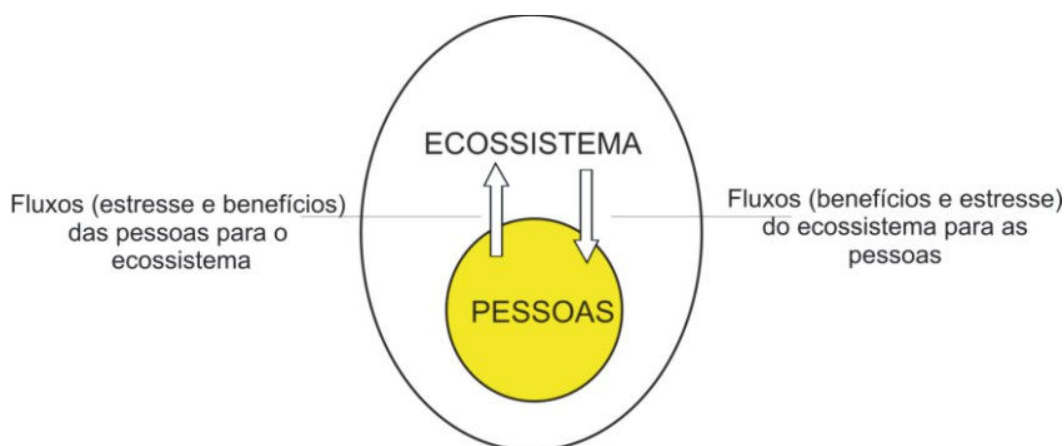 ECOSSISTEMA
Fluxos (estresse e benefícios)
das pessoas para o
ecossistema
Fluxos (benefícios e estresse)
do ecossistema para as
pessoas
PESSOAS